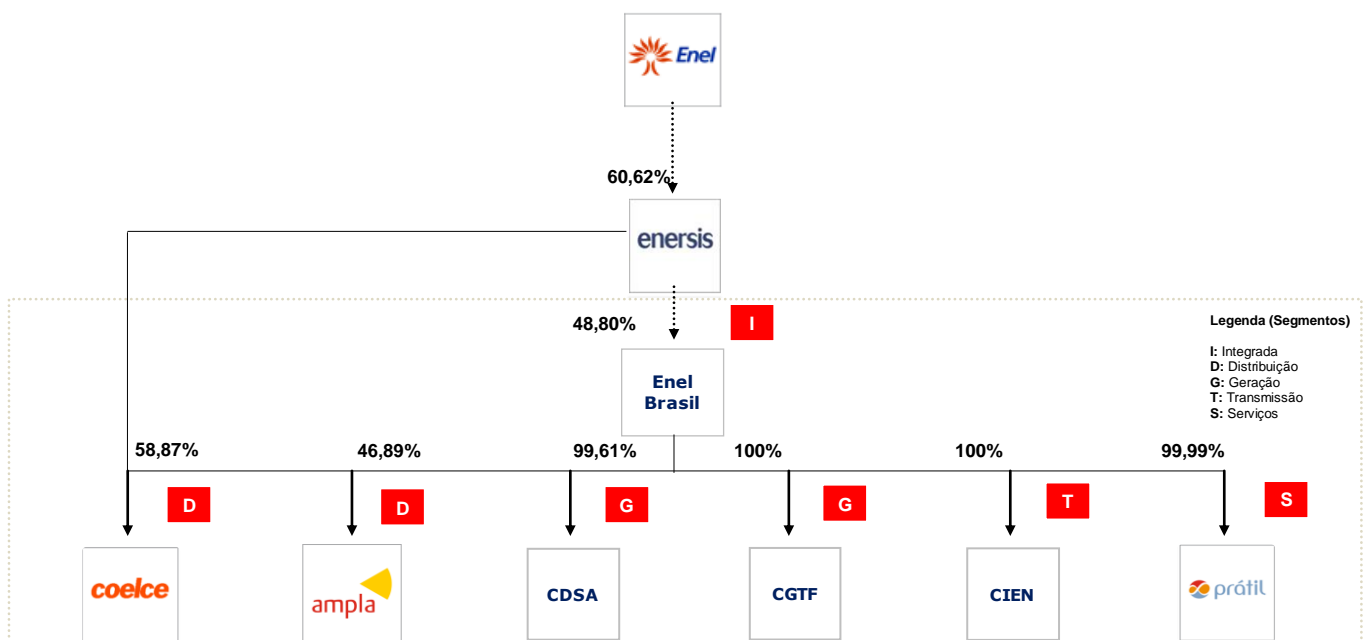 Enel
60,62%
enersis
48,80%
I
Legenda (Segmentos)
I: Integrada
D: Distribuição
G: Geração
T: Transmissão
S: Serviços
Enel
Brasil
58,87%
46,89%
99,61%
100%
100%
99,99%
D
D
G
G
T
S
coelce
ampla
CDSA
CGTF
CIEN
prátil